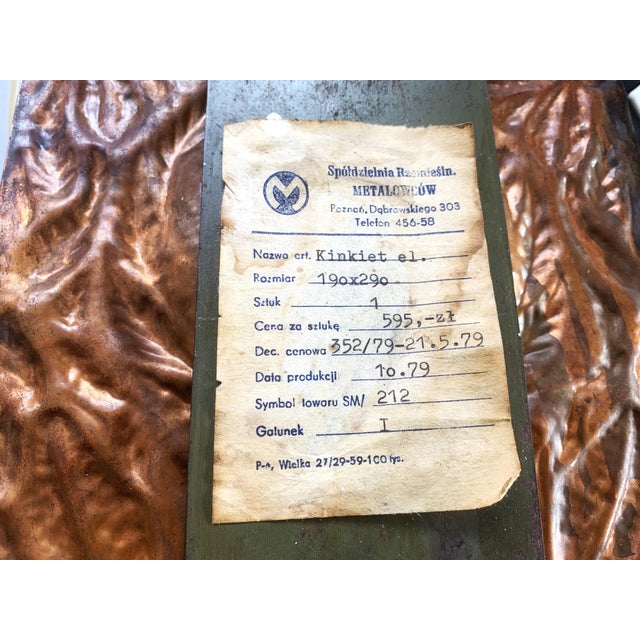 Spółdzielnia Rzemieśln.
METALOWCÓW
Poznań, Dąbrowskiego 303
Telefon 456-58
Nazwa art. Kinkiet el.
Rozmiar 190x290
Sztuk 1
Cena za sztukę 595,-zł
Dec. cenowa 352/79-21.5.79
Data produkcji 10.79
Symbol towaru SM/ 212
Gatunek I
P-ń, Wielka 27/29-59-100 tys.